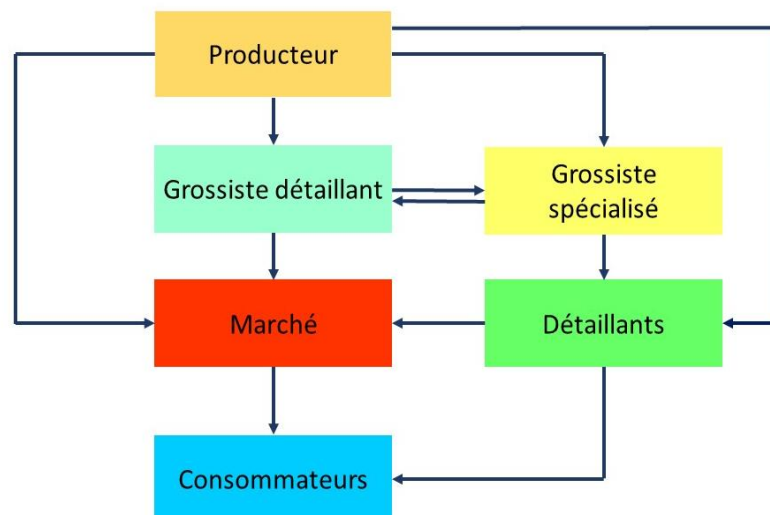 Producteur
Grossiste détaillant
Grossiste
spécialisé
Marché
Détaillants
Consommateurs